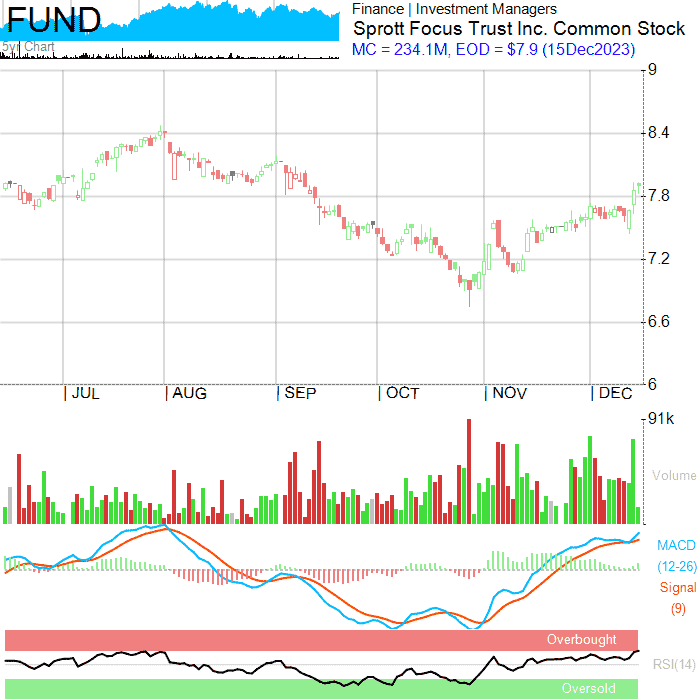 FUND
5yr Chart
Finance | Investment Managers
Sprott Focus Trust Inc. Common Stock
MC = 234.1M, EOD = $7.9 (15Dec2023)
9
8.4
7.8
7.2
6.6
6
| JUL | AUG | SEP | OCT | NOV | DEC
91k
Volume
MACD
(12-26)
Signal
(9)
Overbought
RSI(14)
Oversold